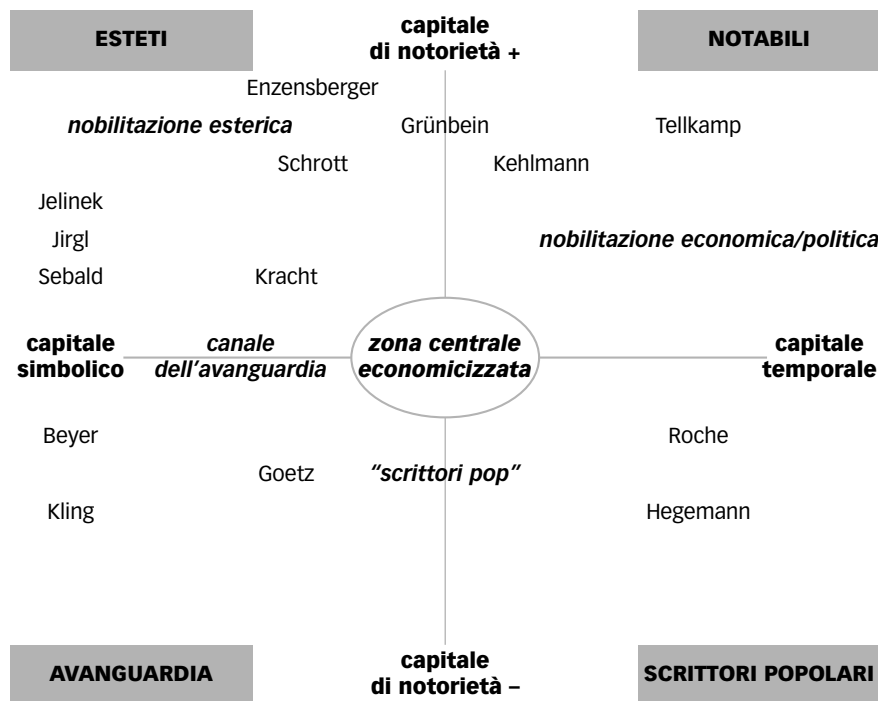 ESTETI
capitale
di notorietà +
NOTABILI
Enzensberger
nobilitazione esterica
Grünbein
Tellkamp
Schrott
Kehlmann
Jelinek
Jirgl
nobilitazione economica/politica
Sebald
Kracht
capitale
simbolico
canale
dell’avanguardia
zona centrale
economicizzata
capitale
temporale
Beyer
Roche
Goetz
“scrittori pop”
Kling
Hegemann
AVANGUARDIA
capitale
di notorietà –
SCRITTORI POPOLARI